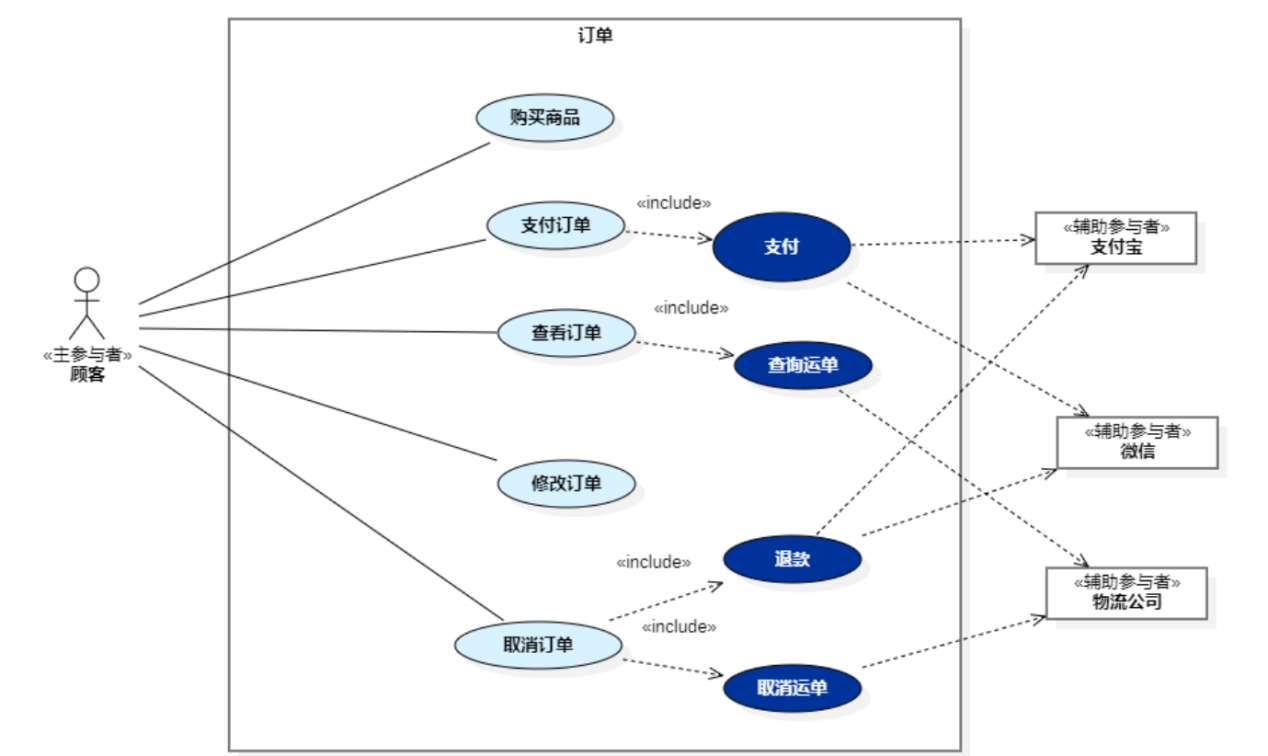 订单
购买商品
支付订单
«include»
支付
«辅助参与者»
支付宝
«主参与者»
顾客
查看订单
«include»
查询运单
«辅助参与者»
微信
修改订单
«include»
退款
«辅助参与者»
物流公司
取消订单
«include»
取消运单